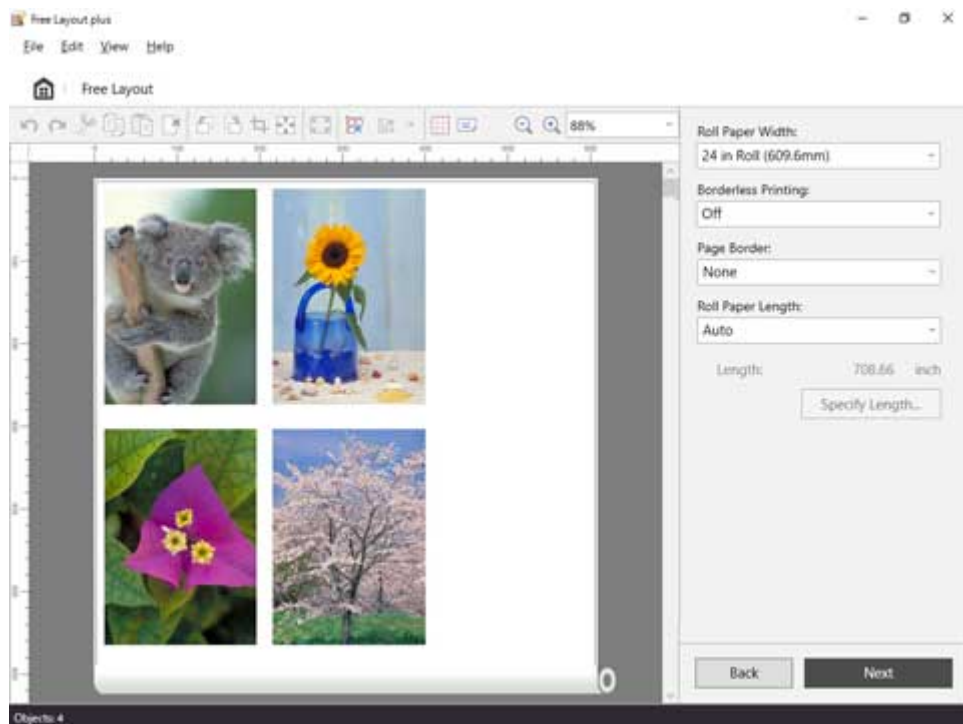 Free Layout plus
File Edit View Help
Free Layout
88%
Roll Paper Width:
24 in Roll (609.6mm)
Borderless Printing:
Off
Page Border:
None
Roll Paper Length:
Auto
Length: 708.66 inch
Specify Length...
Back Next
Objects: 4